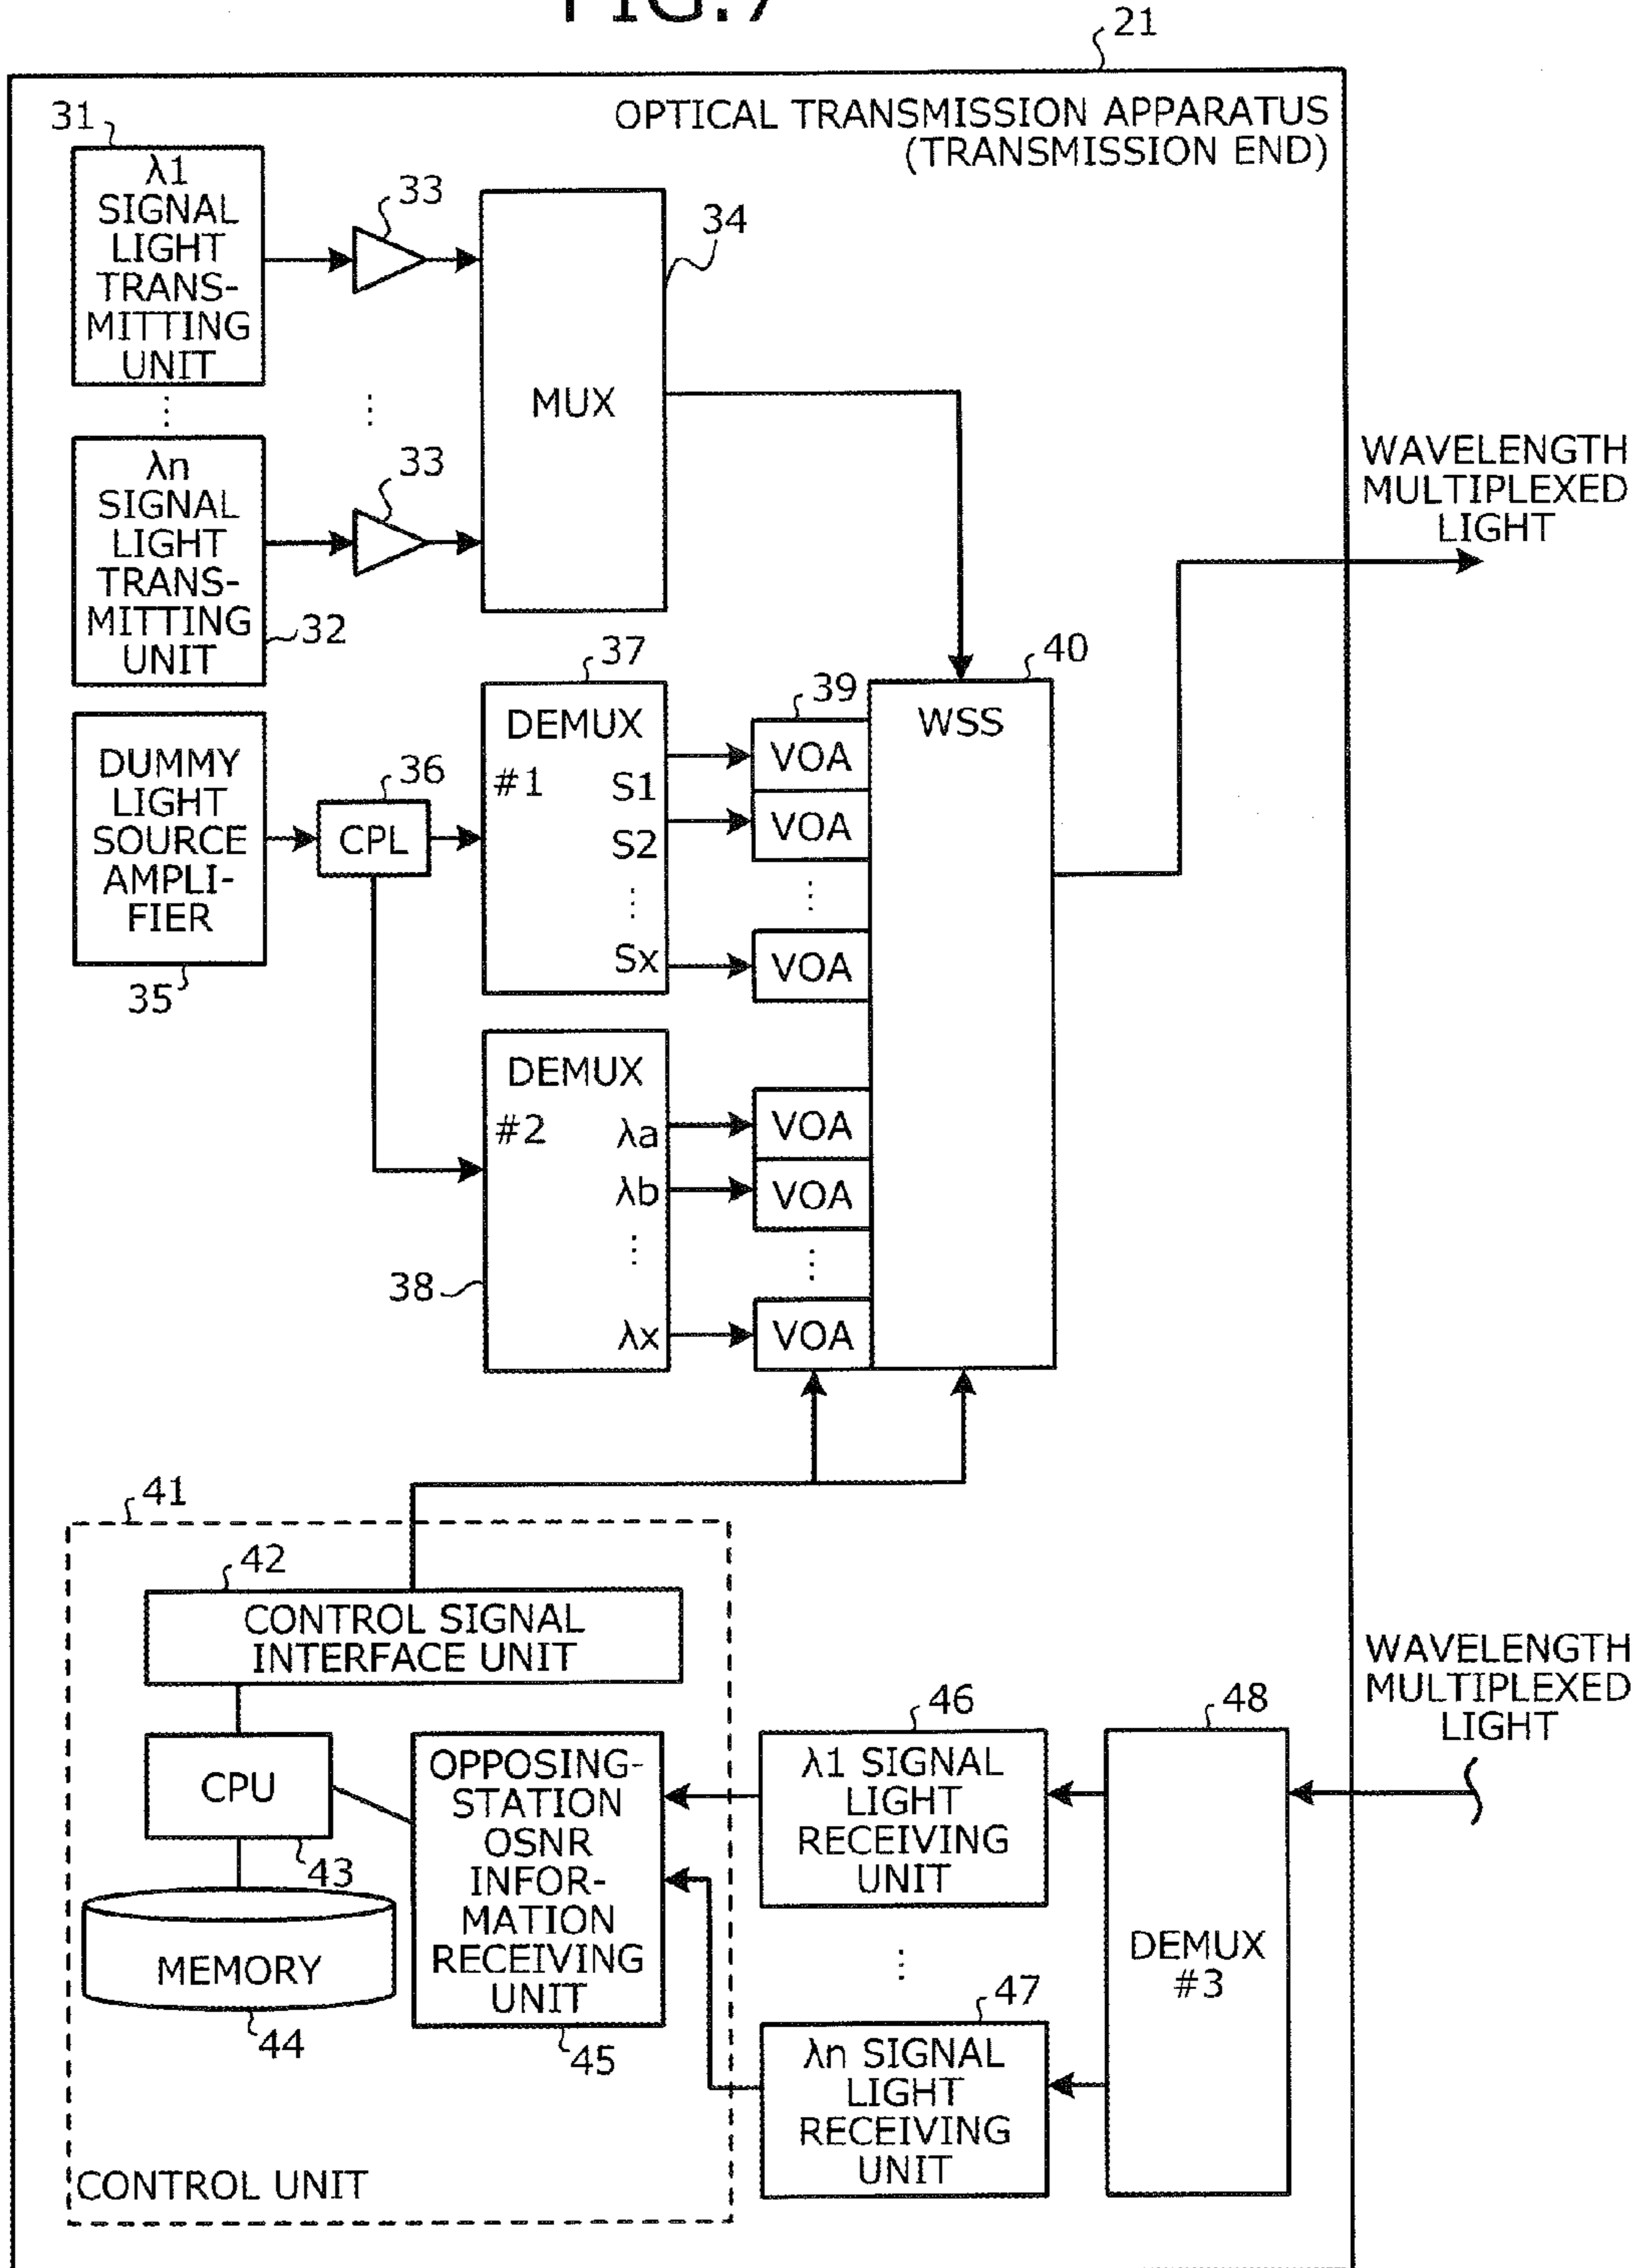 FIG.7
21
OPTICAL TRANSMISSION APPARATUS
(TRANSMISSION END)
31
λ1
SIGNAL
LIGHT
TRANS-
MITTING
UNIT
33
34
MUX
λn
SIGNAL
LIGHT
TRANS-
MITTING
UNIT
32
33
WAVELENGTH
MULTIPLEXED
LIGHT
DUMMY
LIGHT
SOURCE
AMPLI-
FIER
35
36
CPL
37
DEMUX
#1
S1
S2
Sx
39
VOA
VOA
VOA
40
WSS
DEMUX
#2
λa
λb
λx
38
VOA
VOA
VOA
41
42
CONTROL SIGNAL
INTERFACE UNIT
CPU
43
MEMORY
44
OPPOSING-
STATION
OSNR
INFOR-
MATION
RECEIVING
UNIT
45
CONTROL UNIT
46
λ1 SIGNAL
LIGHT
RECEIVING
UNIT
47
λn SIGNAL
LIGHT
RECEIVING
UNIT
48
DEMUX
#3
WAVELENGTH
MULTIPLEXED
LIGHT